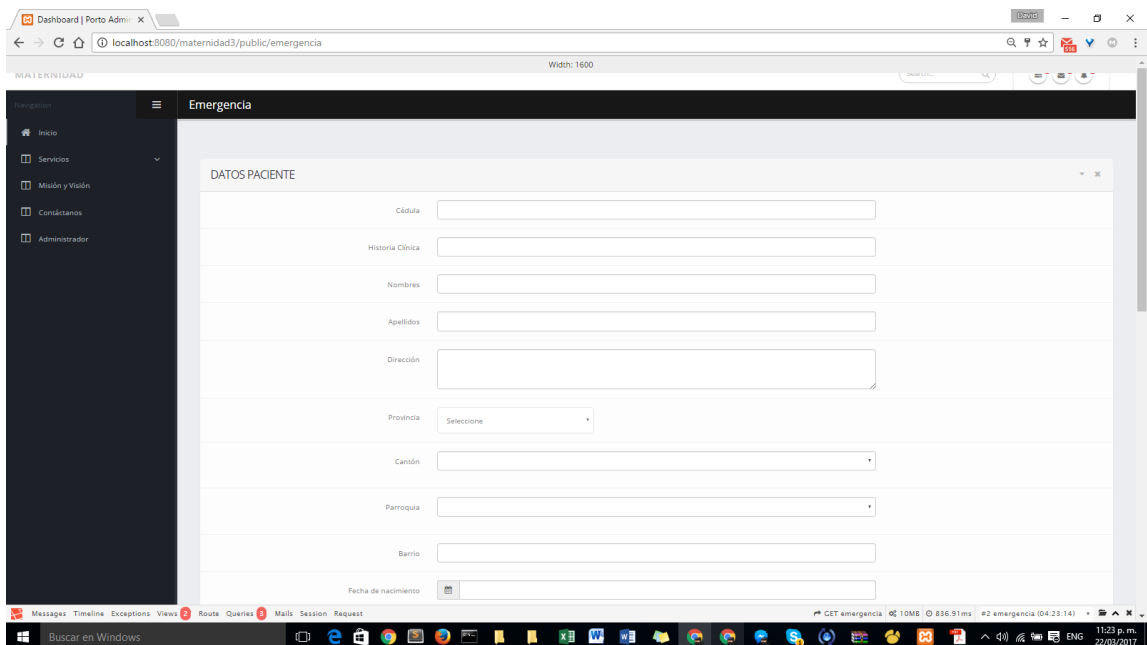 David
Dashboard | Porto Admi
localhost:8080/maternidad3/public/emergencia
516
Width: 1600
MATERNIDAD
Search...
Navigation
Emergencia
Inicio
Servicios
Misión y Visión
Contáctanos
Administrador
DATOS PACIENTE
Cédula
Historia Clínica
Nombres
Apellidos
Dirección
Provincia
Seleccione
Cantón
Parroquia
Barrio
Fecha de nacimiento
Messages Timeline Exceptions Views 2 Route Queries 3 Mails Session Request
GET emergencia 10MB 836.91ms #2 emergencia (04:23:14)
Buscar en Windows
ENG
11:23 p. m.
22/03/2017